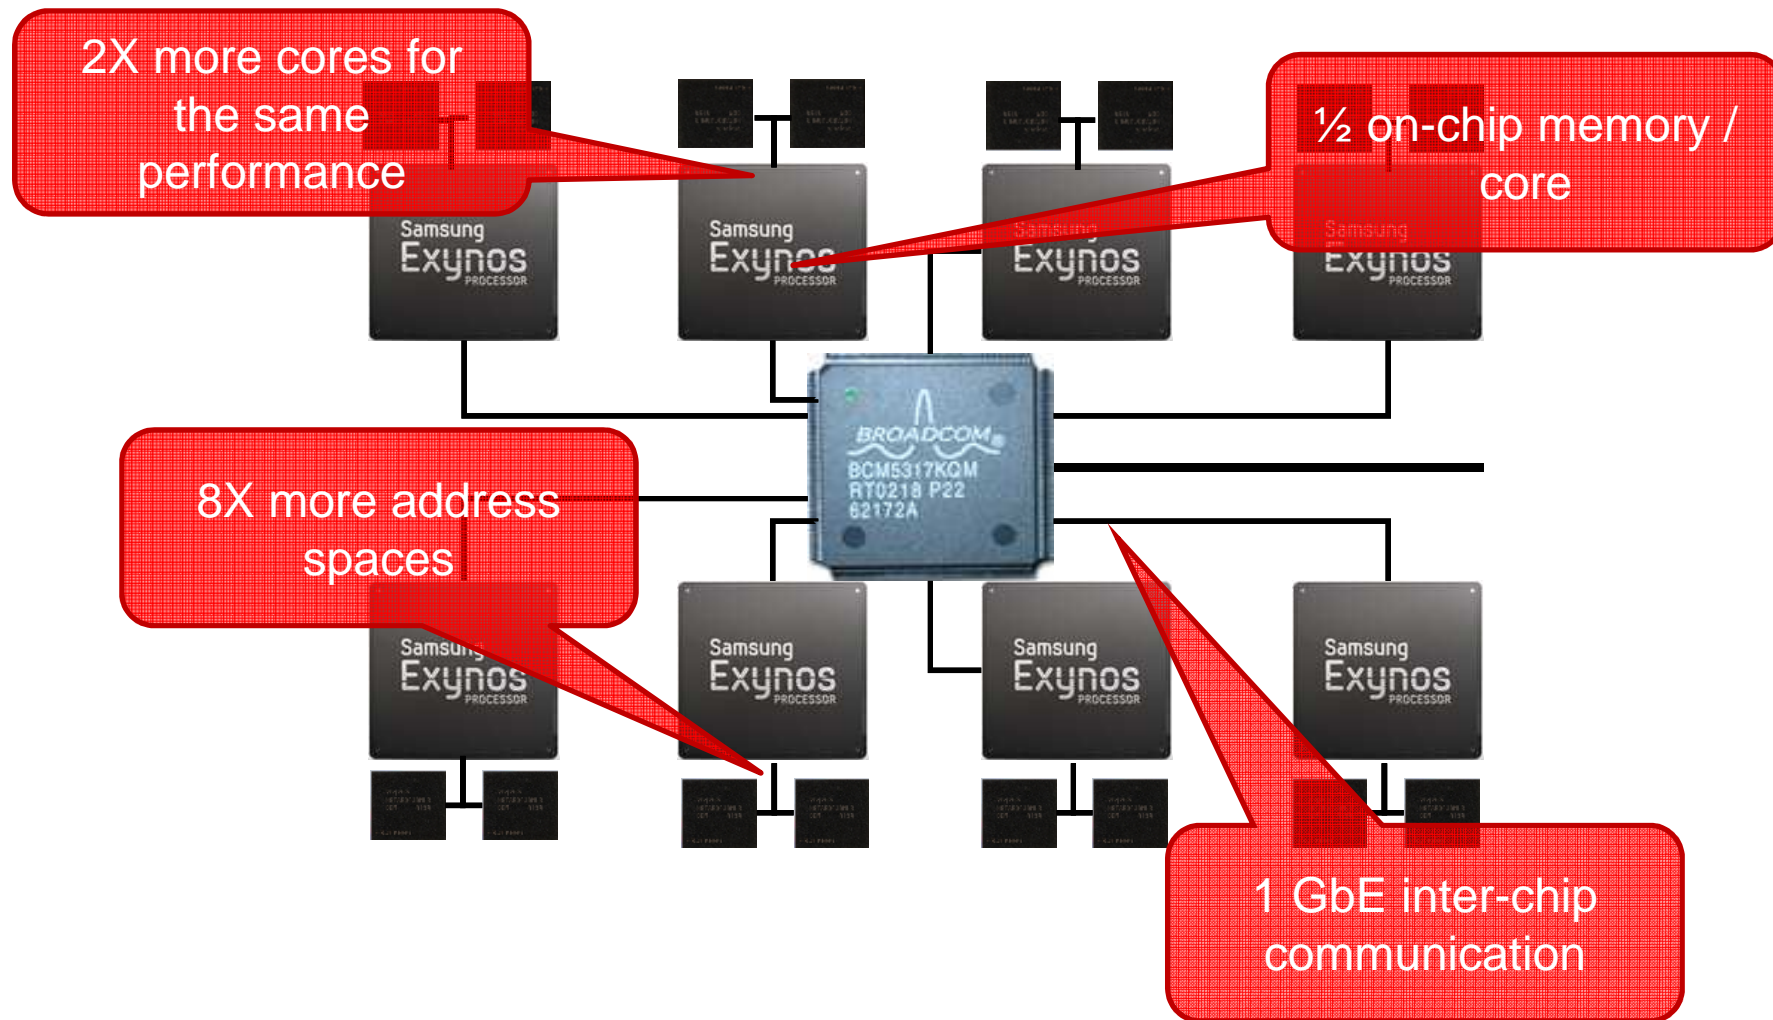 2X more cores for
the same
performance
½ on-chip memory /
core
Samsung
Exynos
PROCESSOR
Samsung
Exynos
PROCESSOR
Samsung
Exynos
PROCESSOR
Samsung
Exynos
PROCESSOR
BROADCOM®
BCM5317KQM
RT0218 P22
62172A
8X more address
spaces
Samsung
Exynos
PROCESSOR
Samsung
Exynos
PROCESSOR
Samsung
Exynos
PROCESSOR
Samsung
Exynos
PROCESSOR
1 GbE inter-chip
communication